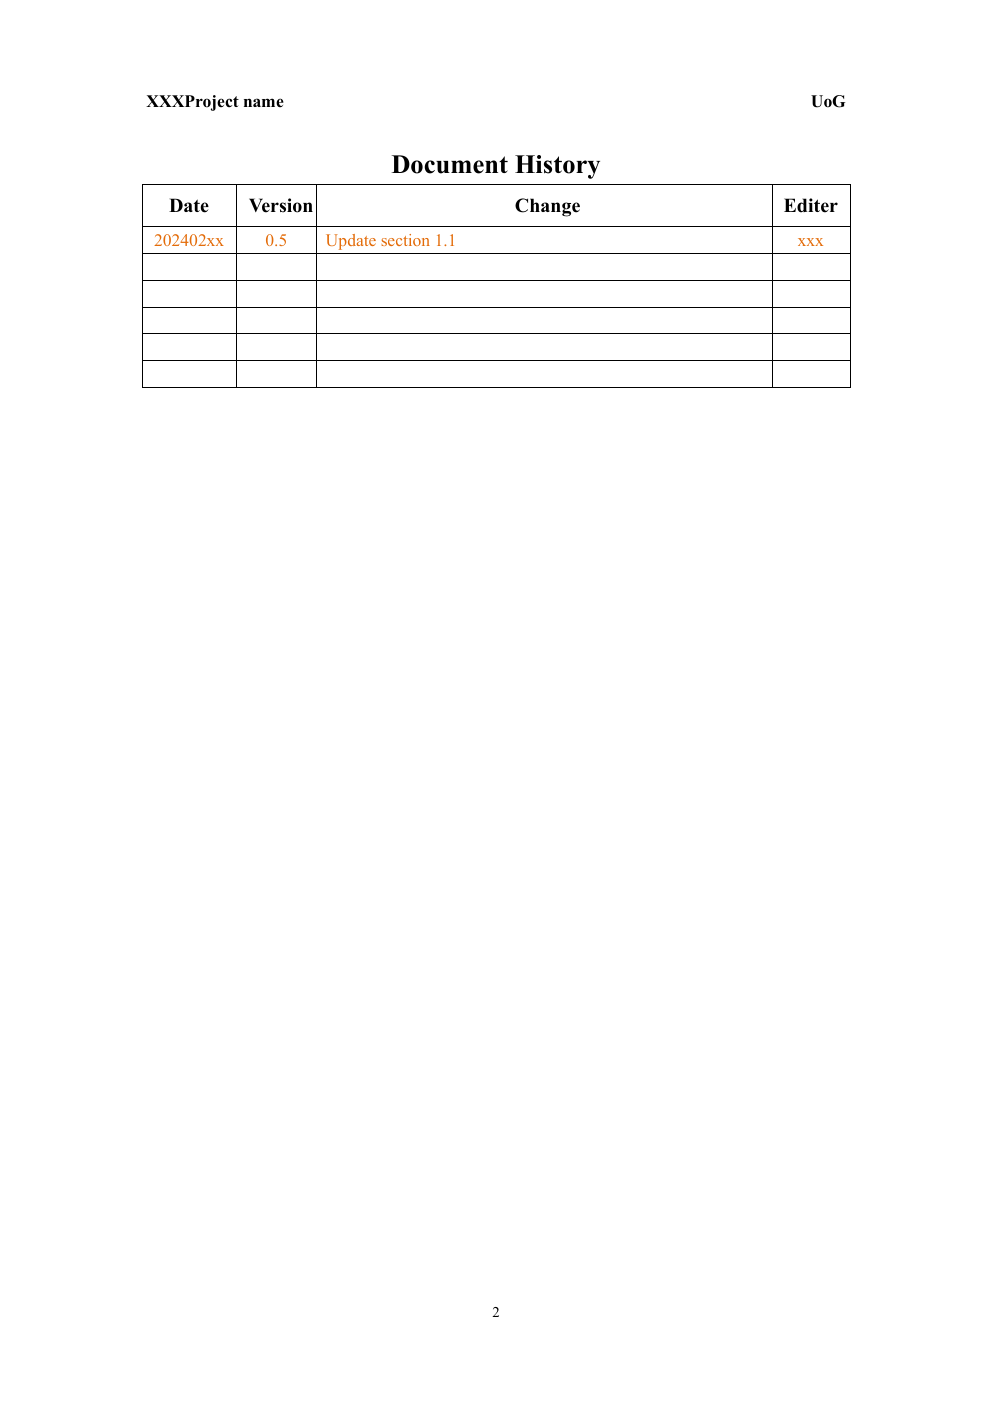 XXXProject name UoG
Document History
Date Version Change Editer
202402xx 0.5 Update section 1.1 xxx
2